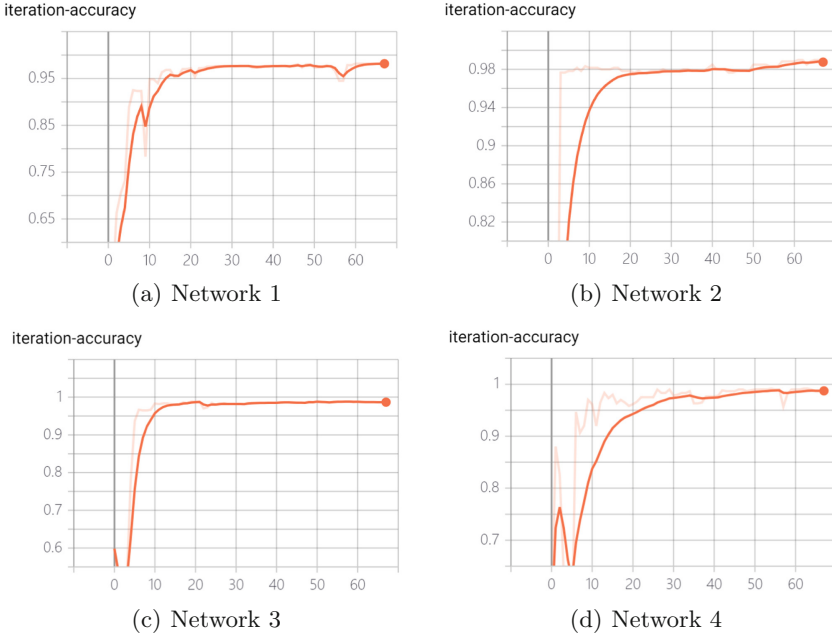 iteration-accuracy
0.95
0.85
0.75
0.65
0 10 20 30 40 50 60
(a) Network 1
iteration-accuracy
0.98
0.94
0.9
0.86
0.82
0 10 20 30 40 50 60
(b) Network 2
iteration-accuracy
1
0.9
0.8
0.7
0.6
0 10 20 30 40 50 60
(c) Network 3
iteration-accuracy
1
0.9
0.8
0.7
0 10 20 30 40 50 60
(d) Network 4